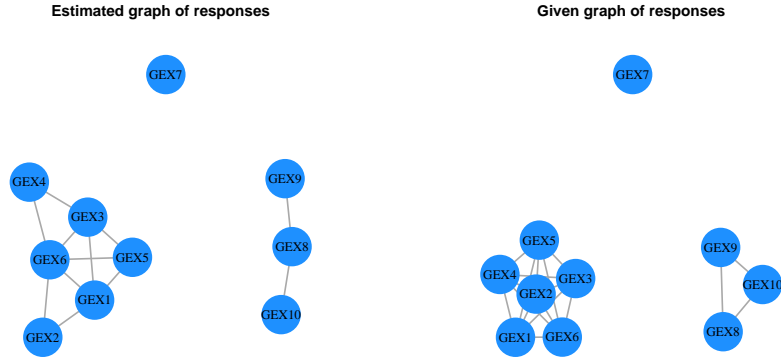 Estimated graph of responses
GEX7
GEX4
GEX9
GEX3
GEX8
GEX6
GEX5
GEX1
GEX10
GEX2
Given graph of responses
GEX7
GEX5
GEX9
GEX4
GEX3
GEX10
GEX2
GEX8
GEX1
GEX6